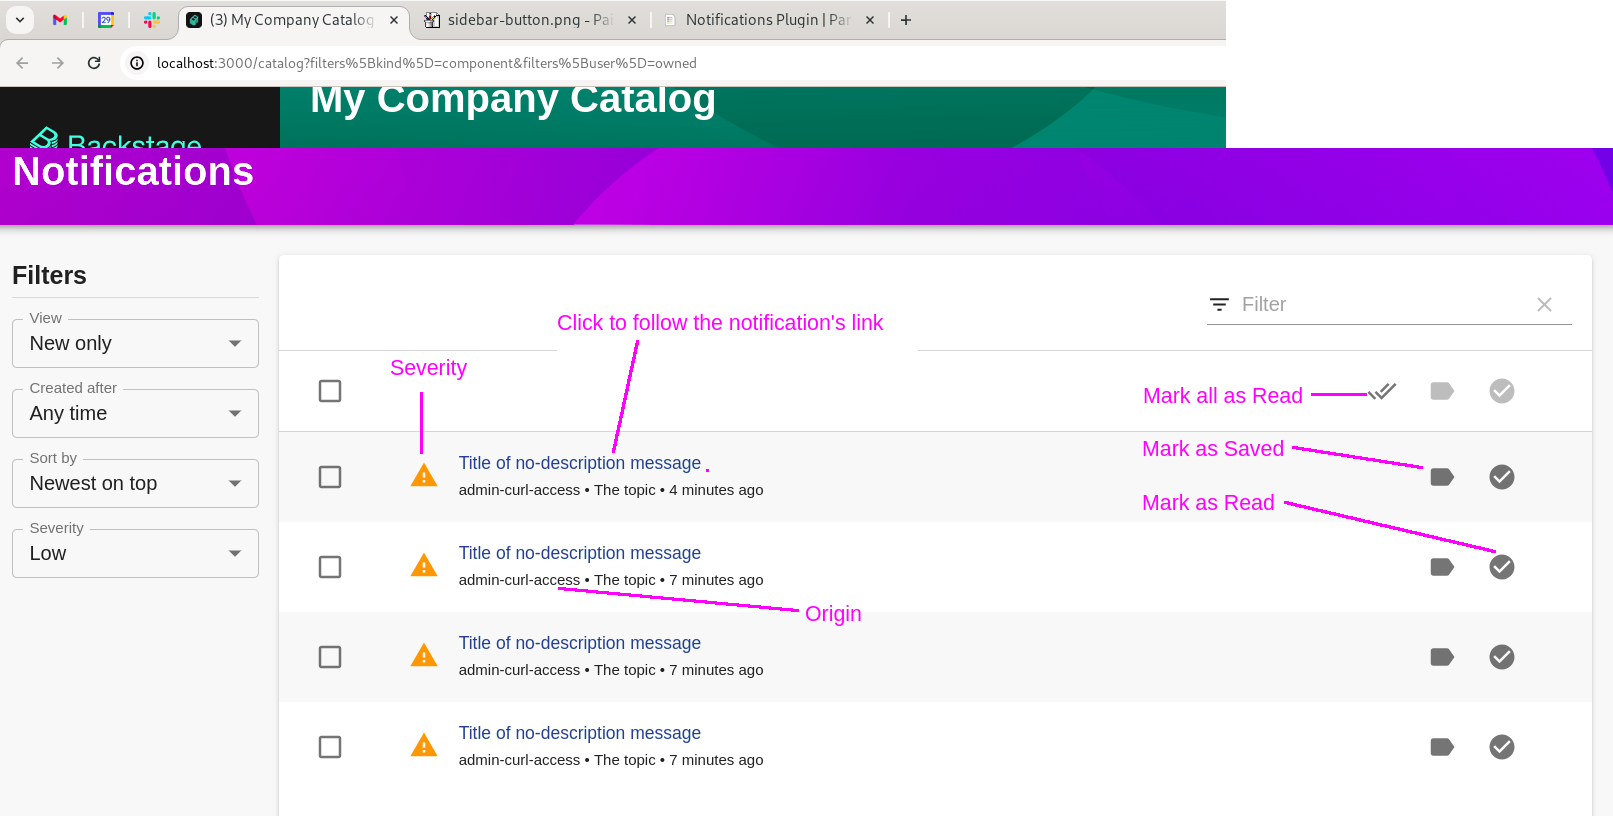 29
(3) My Company Catalog
sidebar-button.png - Pai
Notifications Plugin | Par
localhost:3000/catalog?filters%5Bkind%5D=component&filters%5Buser%5D=owned
My Company Catalog
Backstage
Notifications
Filters
View
New only
Created after
Any time
Sort by
Newest on top
Severity
Low
Filter
Click to follow the notification's link
Severity
Mark all as Read
Mark as Saved
Title of no-description message
admin-curl-access • The topic • 4 minutes ago
Mark as Read
Title of no-description message
admin-curl-access • The topic • 7 minutes ago
Origin
Title of no-description message
admin-curl-access • The topic • 7 minutes ago
Title of no-description message
admin-curl-access • The topic • 7 minutes ago